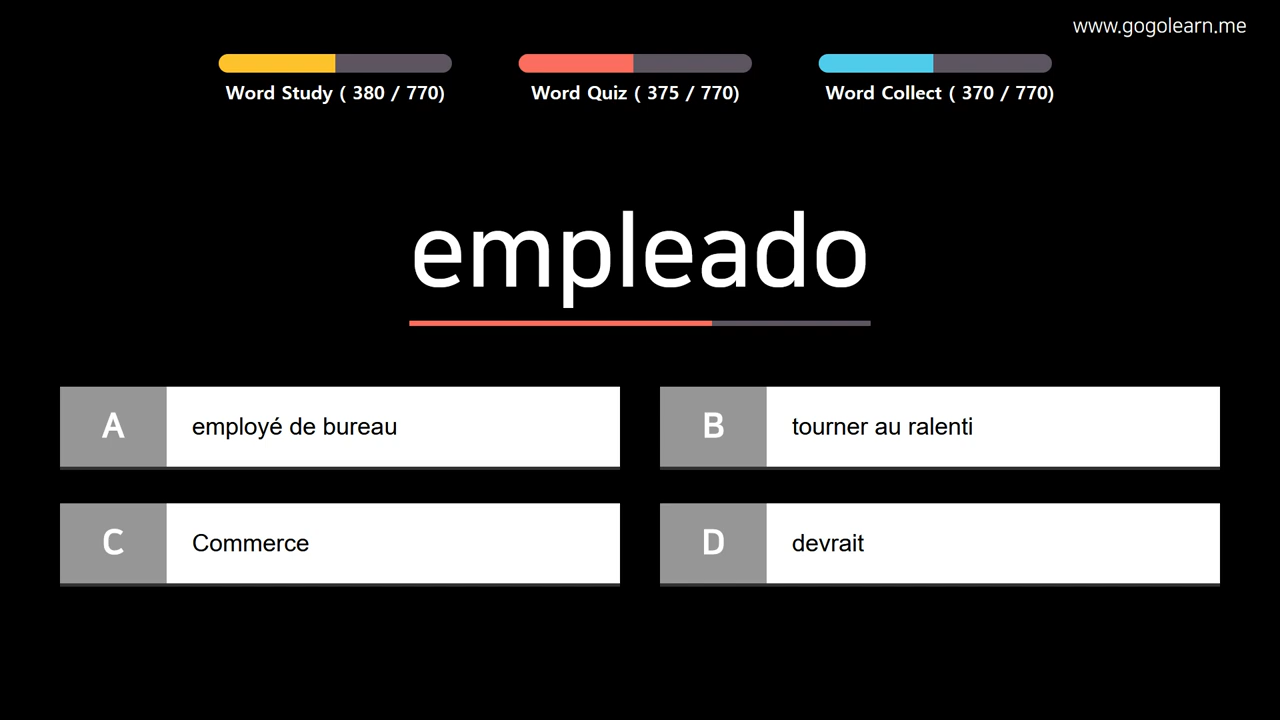 www.gogolearn.me
Word Study ( 380 / 770)
Word Quiz ( 375 / 770)
Word Collect ( 370 / 770)
empleado
A employé de bureau
B tourner au ralenti
C Commerce
D devrait